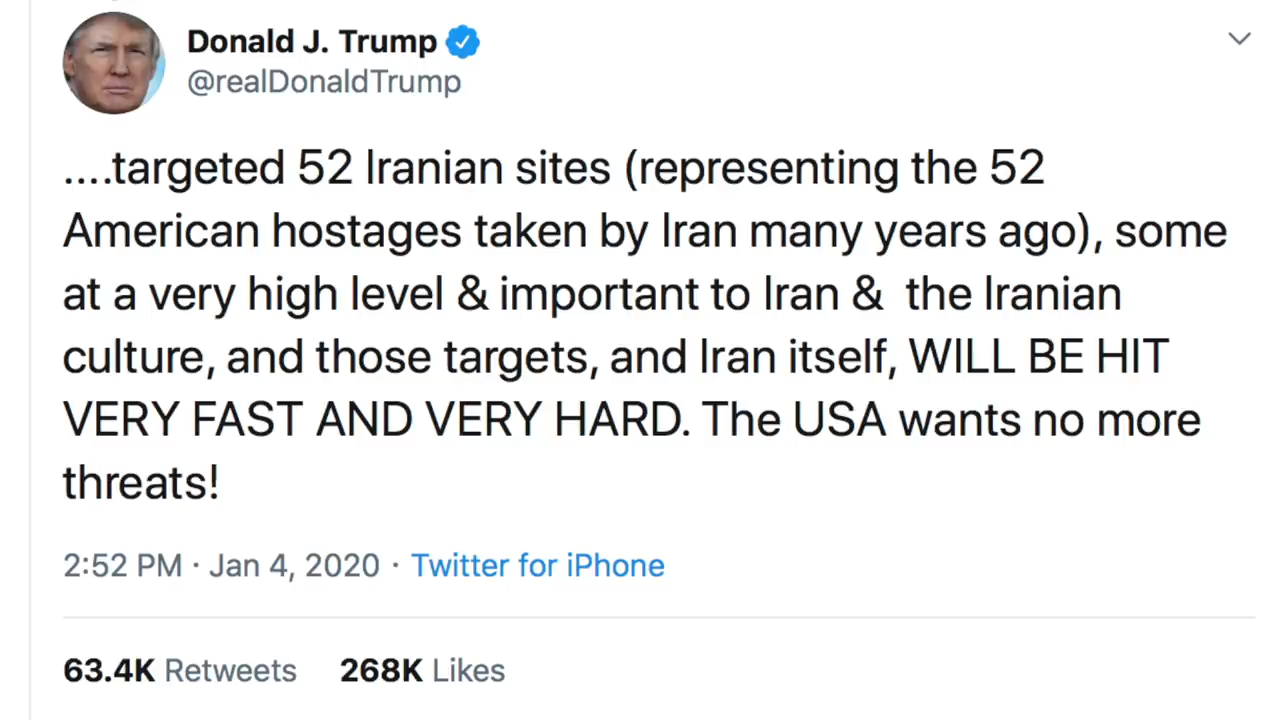 Donald J. Trump
@realDonaldTrump
....targeted 52 Iranian sites (representing the 52
American hostages taken by Iran many years ago), some
at a very high level & important to Iran &  the Iranian
culture, and those targets, and Iran itself, WILL BE HIT
VERY FAST AND VERY HARD. The USA wants no more
threats!
2:52 PM · Jan 4, 2020 · Twitter for iPhone
63.4K Retweets 268K Likes